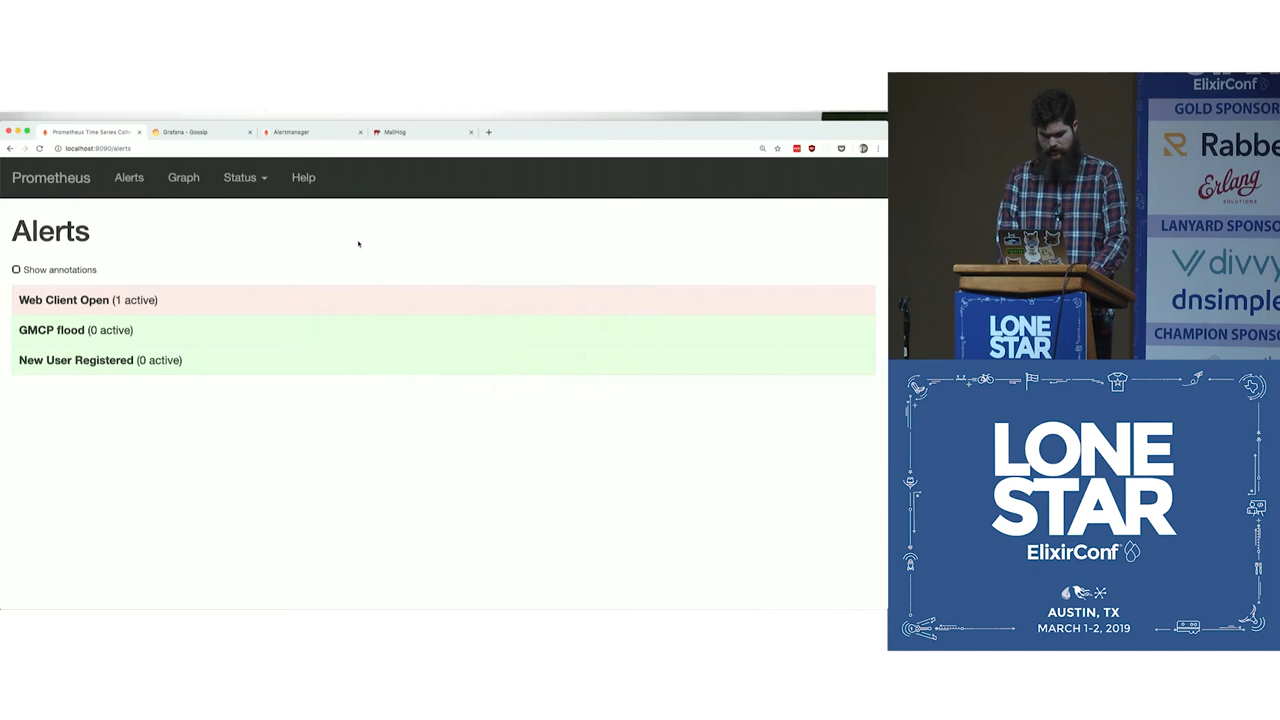 Prometheus Time Series Colle
Grafana - Gossip
Alertmanager
MailHog
localhost:9090/alerts
Prometheus
Alerts
Graph
Status
Help
Alerts
Show annotations
Web Client Open (1 active)
GMCP flood (0 active)
New User Registered (0 active)
ElixirConf
GOLD SPONSOR
Rabbe
Erlang
SOLUTIONS
LANYARD SPONSO
divvy
dnsimple
CHAMPION SPONSO
LONE
STAR
LONE
STAR
ElixirConf
AUSTIN, TX
MARCH 1-2, 2019